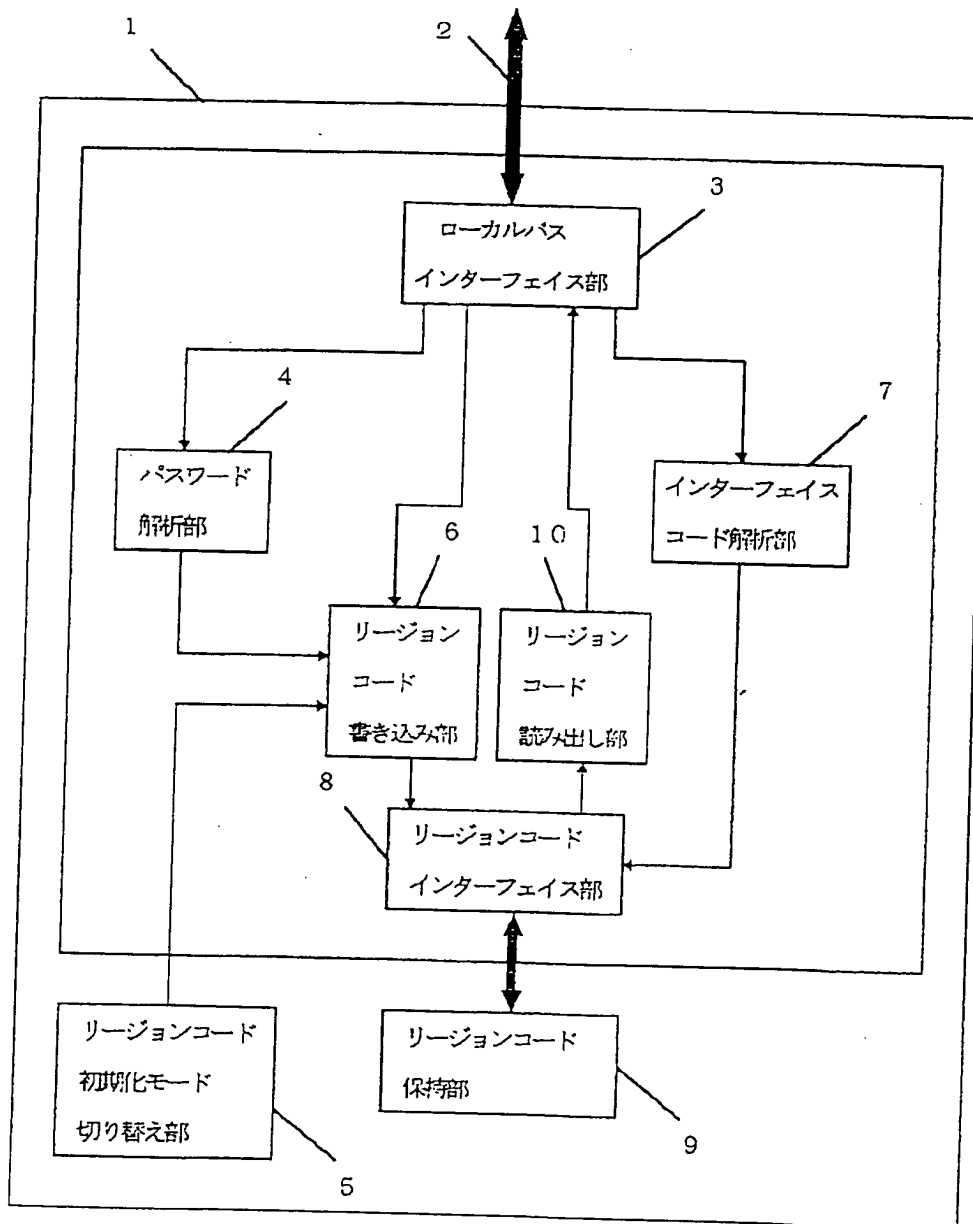 1
2
3
ローカルバス
インターフェイス部
4
7
パスワード
解析部
インターフェイス
コード解析部
6
10
リージョン
コード
書き込み部
リージョン
コード
読み出し部
8
リージョンコード
インターフェイス部
リージョンコード
初期化モード
切り替え部
リージョンコード
保持部
5
9